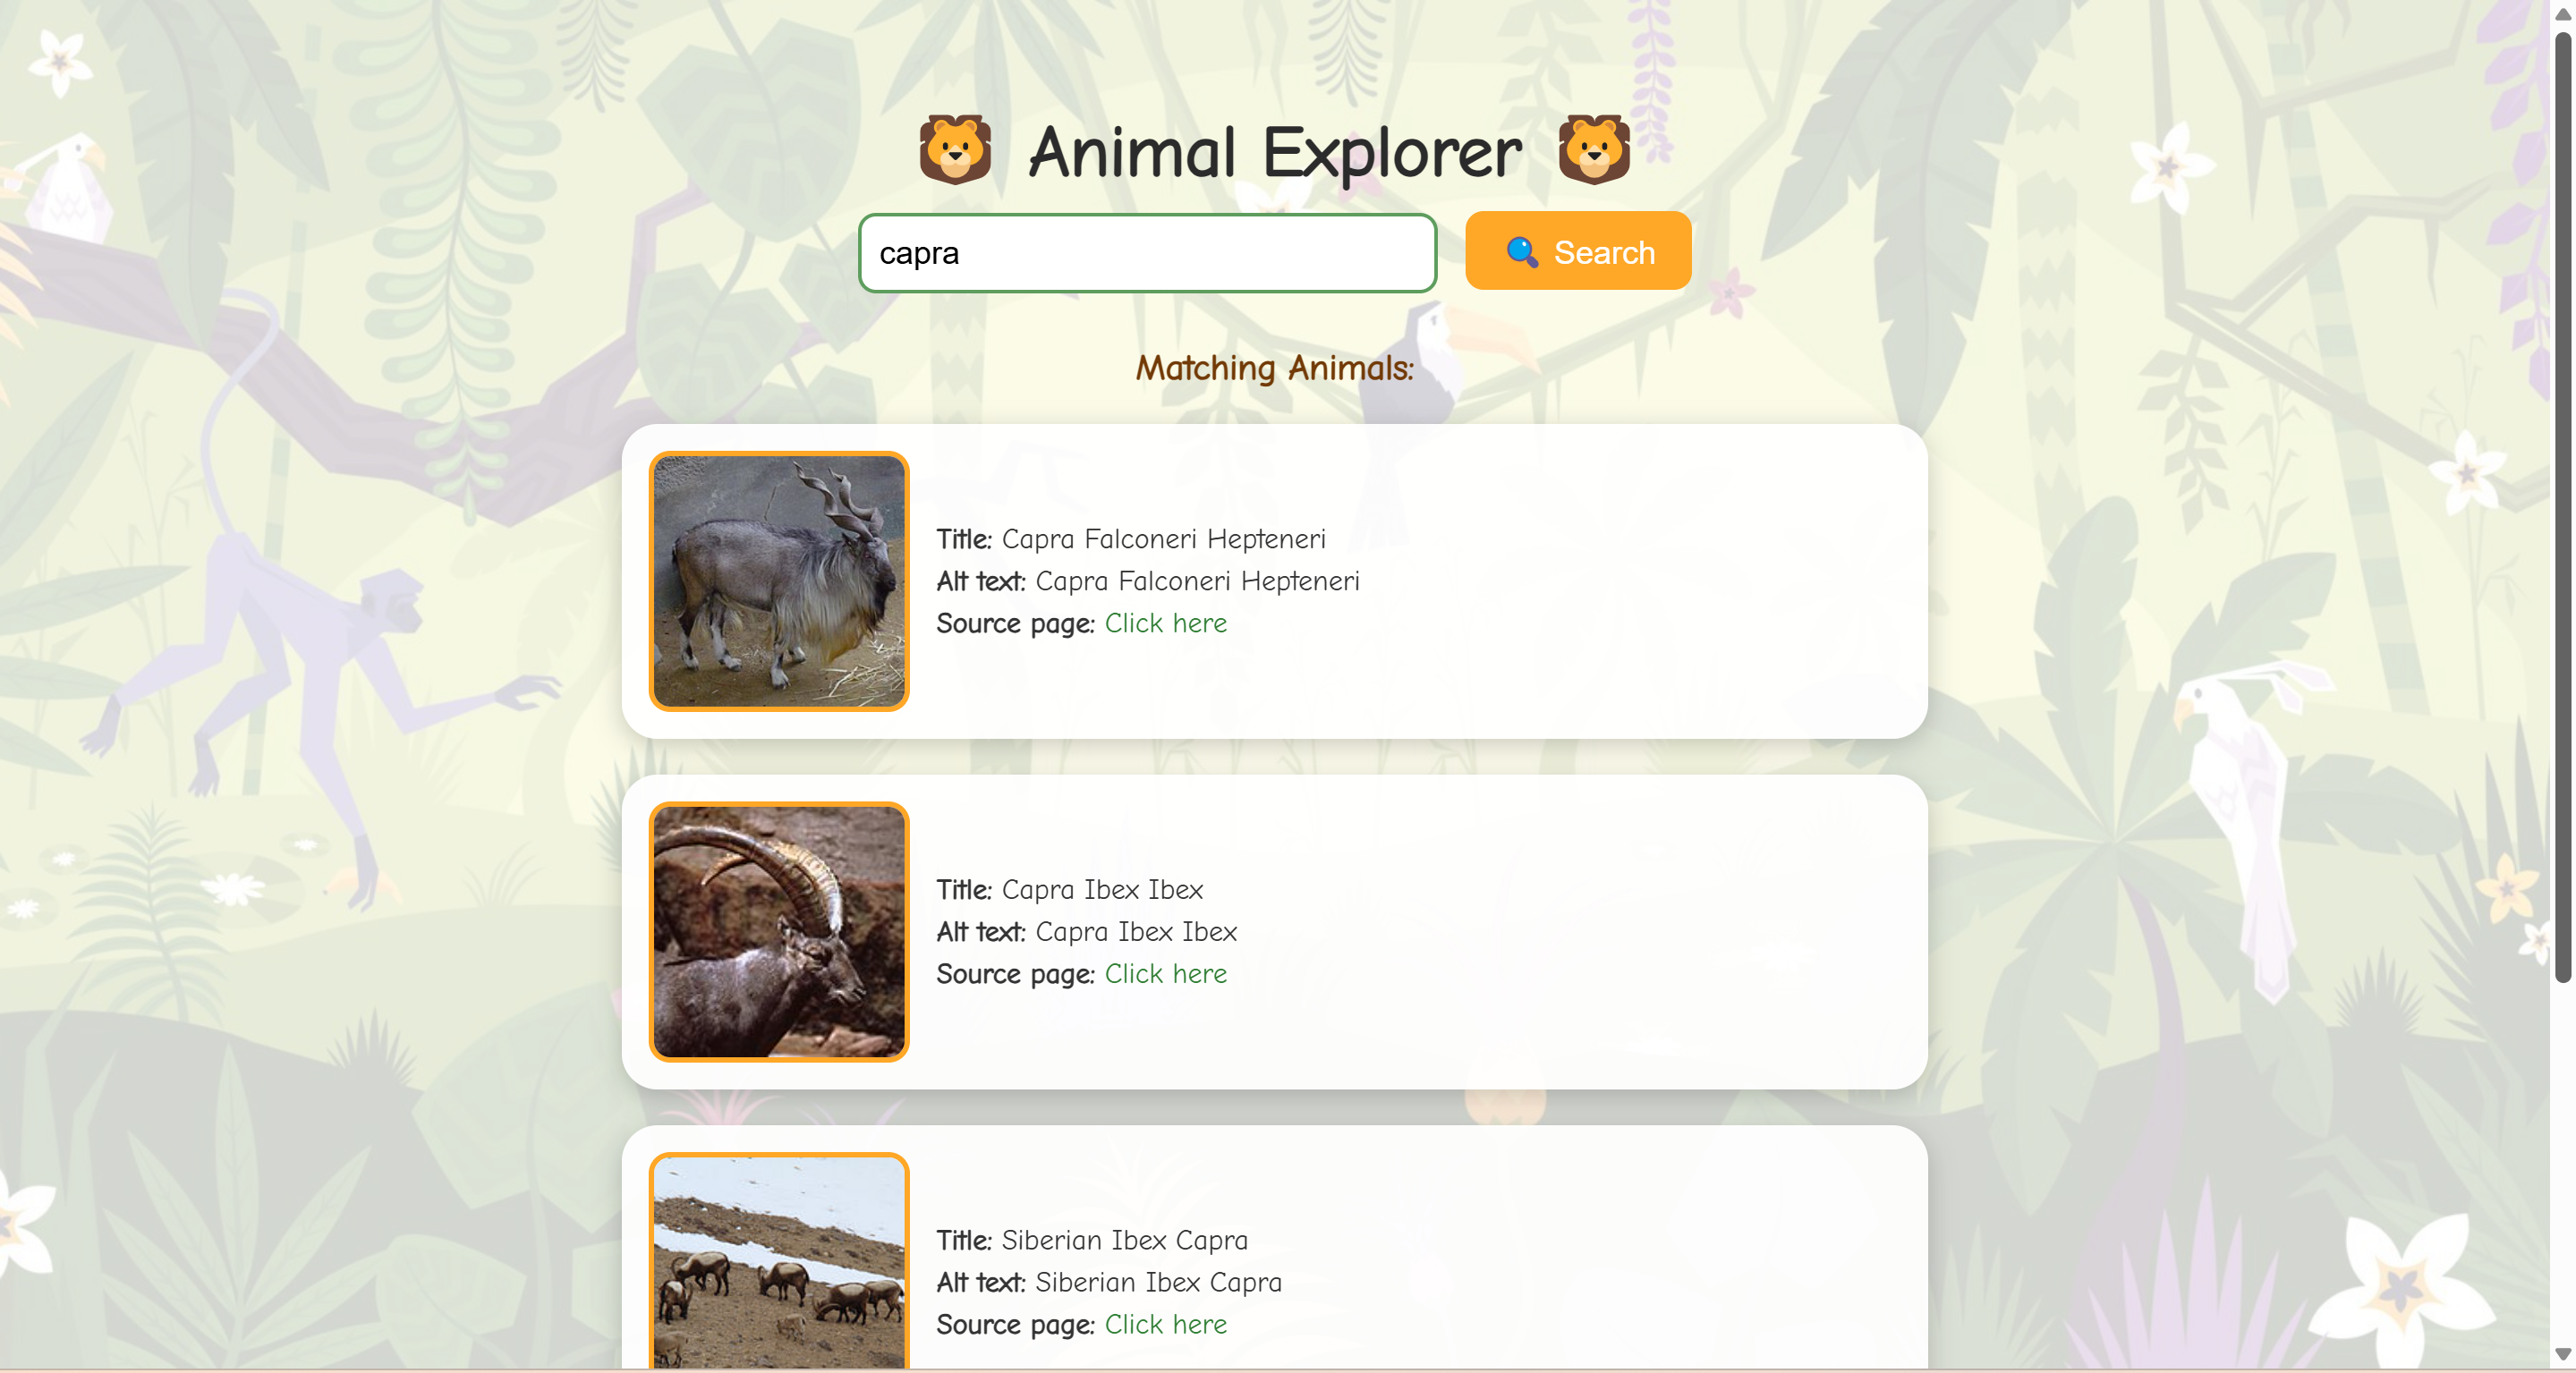 Animal Explorer
capra
Search
Matching Animals:
Title: Capra Falconeri Hepteneri
Alt text: Capra Falconeri Hepteneri
Source page: Click here
Title: Capra Ibex Ibex
Alt text: Capra Ibex Ibex
Source page: Click here
Title: Siberian Ibex Capra
Alt text: Siberian Ibex Capra
Source page: Click here